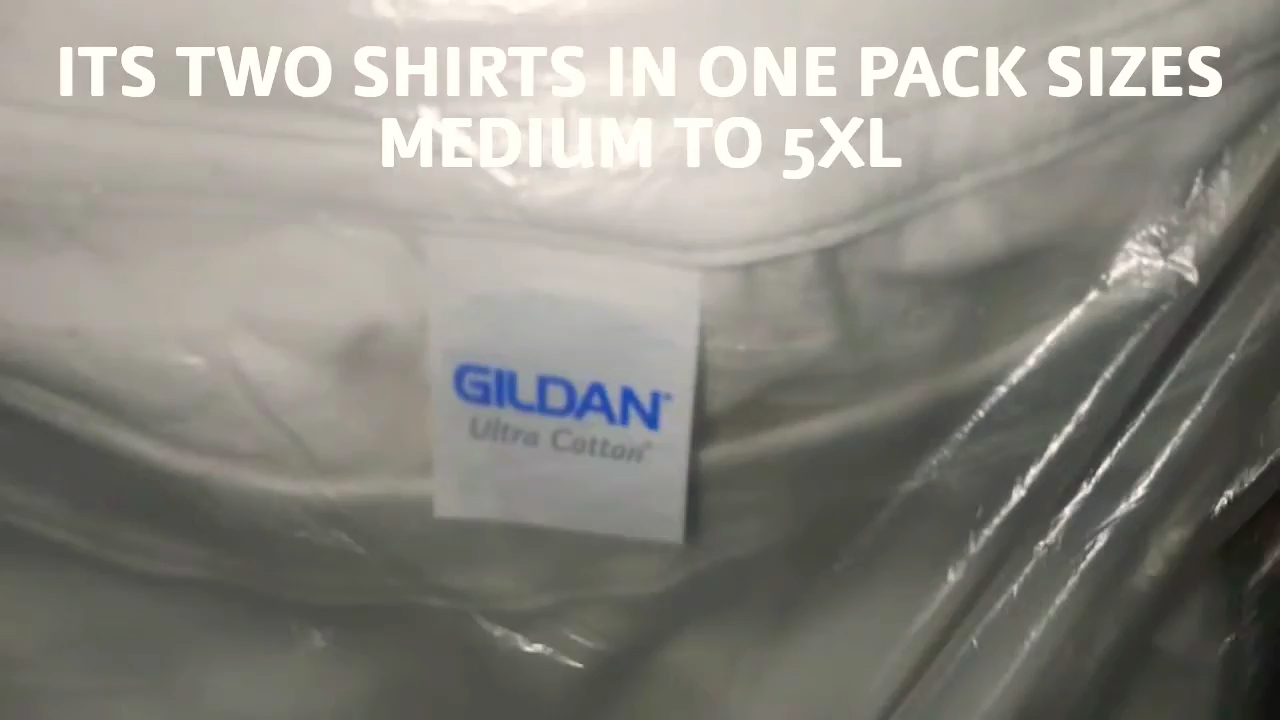 ITS TWO SHIRTS IN ONE PACK SIZES
MEDIUM TO 5XL
GILDAN®
Ultra Cotton®